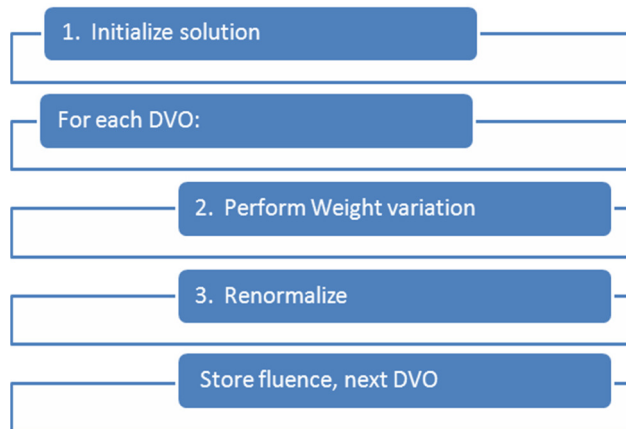 1. Initialize solution
For each DVO:
2. Perform Weight variation
3. Renormalize
Store fluence, next DVO